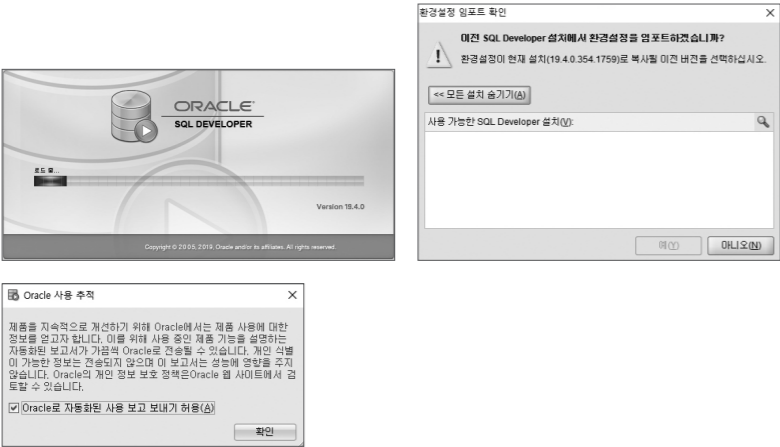 ORACLE
SQL DEVELOPER
로드 중...
Version 19.4.0
Copyright © 2005, 2019, Oracle and/or its affiliates. All rights reserved.
환경설정 임포트 확인
이전 SQL Developer 설치에서 환경설정을 임포트하겠습니까?
환경설정이 현재 설치(19.4.0.354.1759)로 복사될 이전 버전을 선택하십시오.
<< 모든 설치 숨기기(A)
사용 가능한 SQL Developer 설치(V):
예(Y)
아니오(N)
Oracle 사용 추적
제품을 지속적으로 개선하기 위해 Oracle에서는 제품 사용에 대한
정보를 얻고자 합니다. 이를 위해 사용 중인 제품 기능을 설명하는
자동화된 보고서가 가끔씩 Oracle로 전송될 수 있습니다. 개인 식별
이 가능한 정보는 전송되지 않으며 이 보고서는 성능에 영향을 주지
않습니다. Oracle의 개인 정보 보호 정책은Oracle 웹 사이트에서 검
토할 수 있습니다.
Oracle로 자동화된 사용 보고 보내기 허용(A)
확인